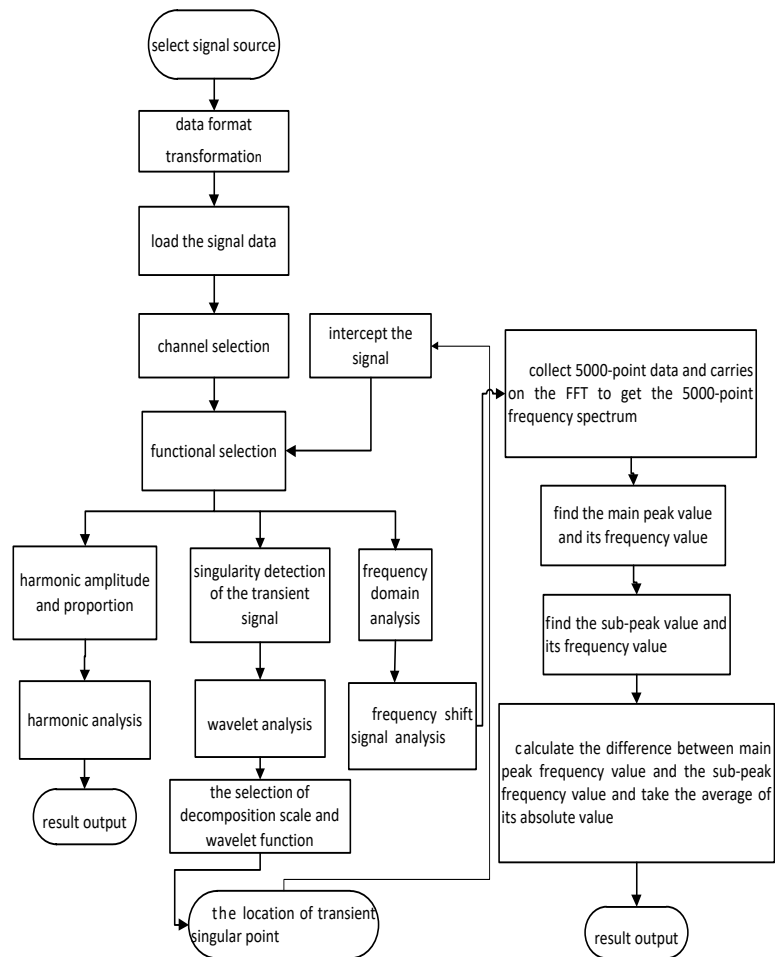 select signal source
data format
transformation
load the signal data
channel selection
intercept the
signal
functional selection
harmonic amplitude
and proportion
harmonic analysis
result output
singularity detection
of the transient
signal
wavelet analysis
the selection of
decomposition scale and
wavelet function
the location of transient
singular point
frequency
domain
analysis
frequency shift
signal analysis
collect 5000-point data and carries
on the FFT to get the 5000-point
frequency spectrum
find the main peak value
and its frequency value
find the sub-peak value and
its frequency value
calculate the difference between main
peak frequency value and the sub-peak
frequency value and take the average of
its absolute value
result output